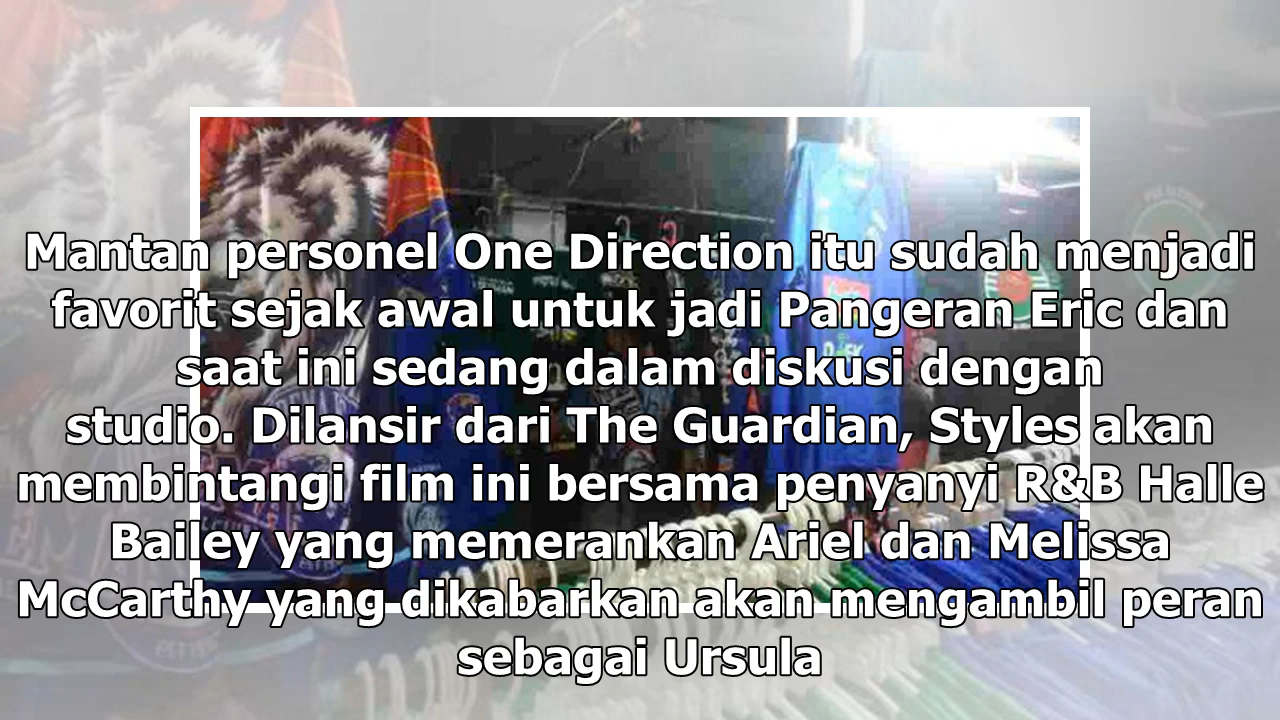 Mantan personel One Direction itu sudah menjadi
favorit sejak awal untuk jadi Pangeran Eric dan
saat ini sedang dalam diskusi dengan
studio. Dilansir dari The Guardian, Styles akan
membintangi film ini bersama penyanyi R&B Halle
Bailey yang memerankan Ariel dan Melissa
McCarthy yang dikabarkan akan mengambil peran
sebagai Ursula